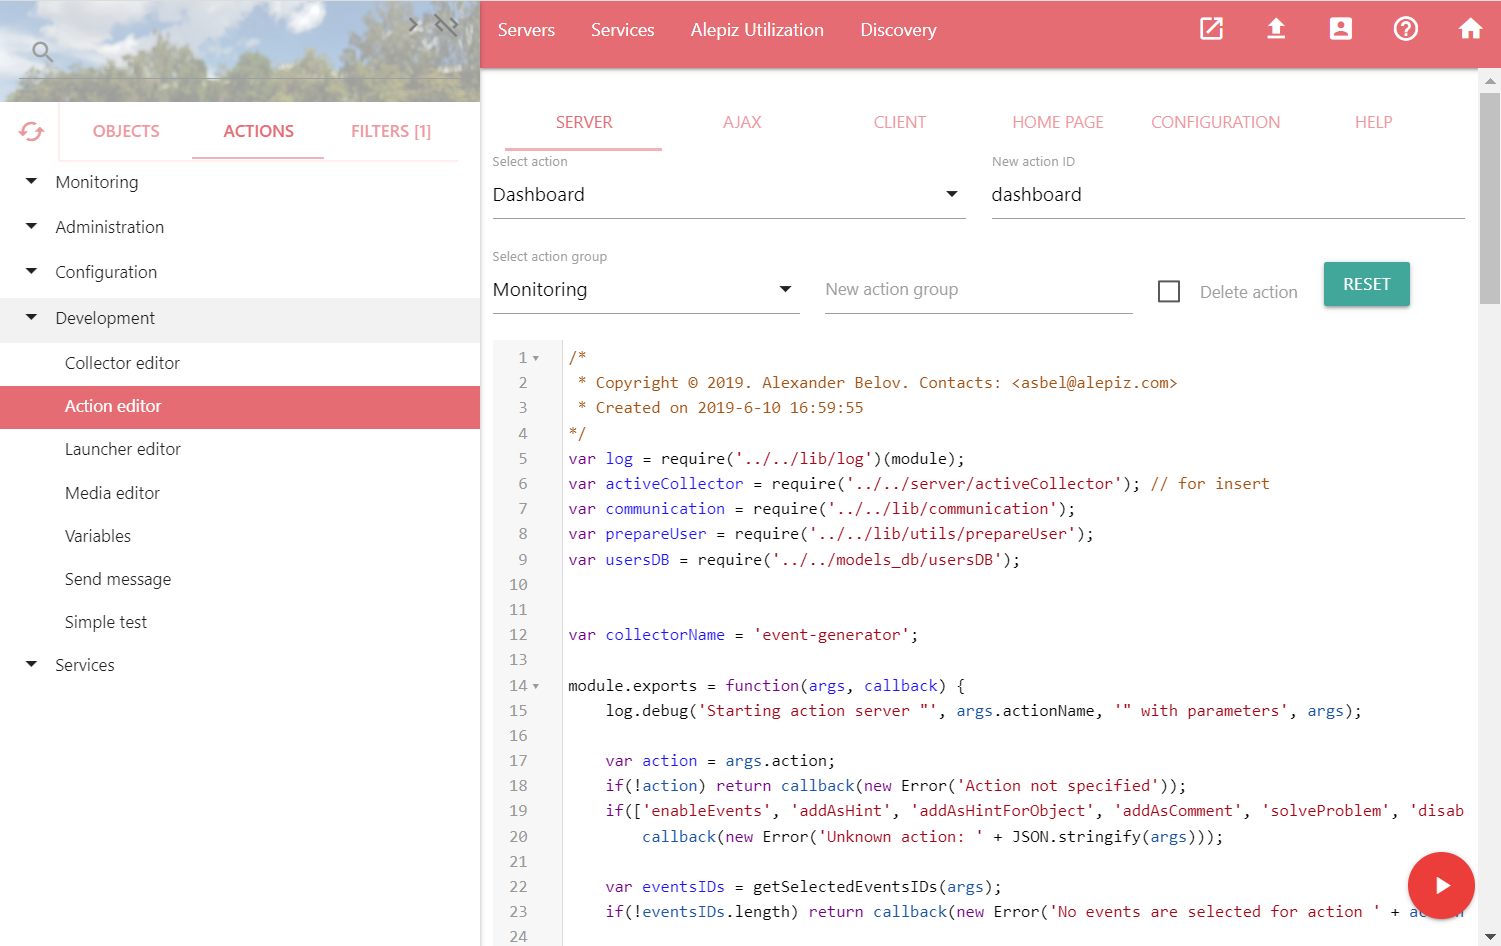 Servers Services Alepiz Utilization Discovery
OBJECTS ACTIONS FILTERS [1]
Monitoring
Administration
Configuration
Development
Collector editor
Action editor
Launcher editor
Media editor
Variables
Send message
Simple test
Services
SERVER AJAX CLIENT HOME PAGE CONFIGURATION HELP
Select action New action ID
Dashboard dashboard
Select action group
Monitoring New action group Delete action RESET
1 /*
2 * Copyright © 2019. Alexander Belov. Contacts: <asbel@alepiz.com>
3 * Created on 2019-6-10 16:59:55
4 */
5 var log = require('../../lib/log')(module);
6 var activeCollector = require('../../server/activeCollector'); // for insert
7 var communication = require('../../lib/communication');
8 var prepareUser = require('../../lib/utils/prepareUser');
9 var usersDB = require('../../models_db/usersDB');
10
11
12 var collectorName = 'event-generator';
13
14 module.exports = function(args, callback) {
15 log.debug('Starting action server "', args.actionName, '" with parameters', args);
16
17 var action = args.action;
18 if(!action) return callback(new Error('Action not specified'));
19 if(['enableEvents', 'addAsHint', 'addAsHintForObject', 'addAsComment', 'solveProblem', 'disab
20 callback(new Error('Unknown action: ' + JSON.stringify(args)));
21
22 var eventsIDs = getSelectedEventsIDs(args);
23 if(!eventsIDs.length) return callback(new Error('No events are selected for action ' +
24